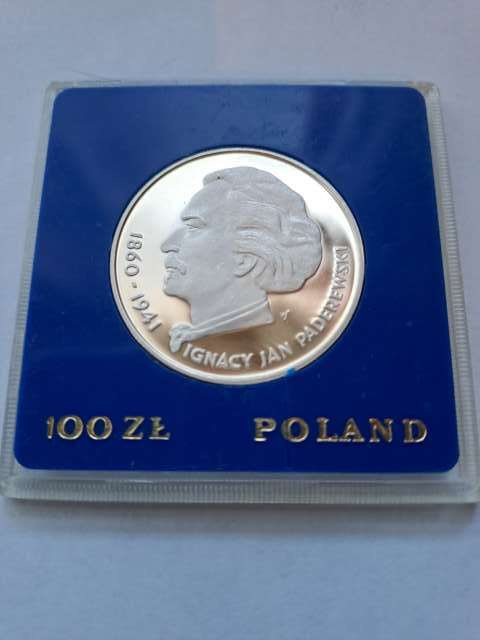 1860-1941
IGNACY JAN PADEREWSKI
100 ZŁ
POLAND